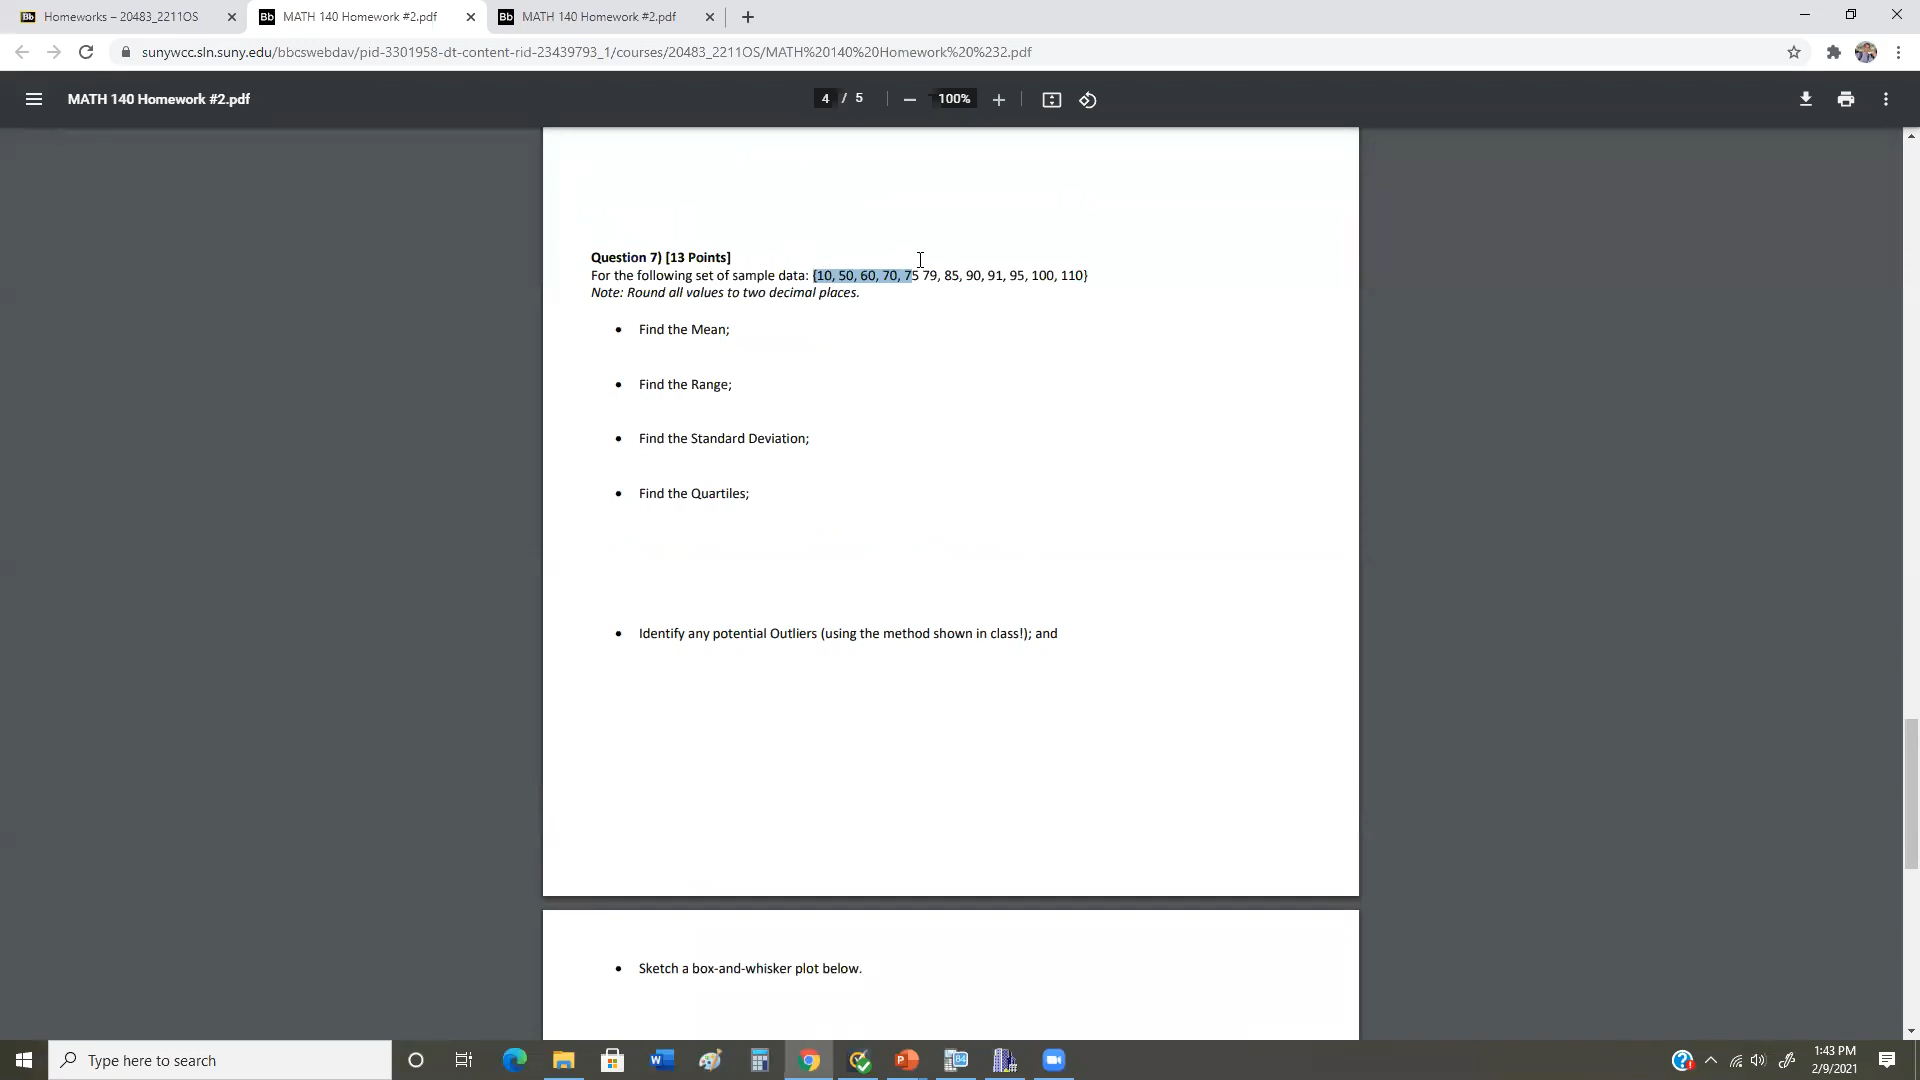 Homeworks – 20483_2211OS
MATH 140 Homework #2.pdf
MATH 140 Homework #2.pdf
sunywcc.sln.suny.edu/bbcswebdav/pid-3301958-dt-content-rid-23439793_1/courses/20483_2211OS/MATH%20140%20Homework%20%232.pdf
MATH 140 Homework #2.pdf
4 / 5
100%
Question 7) [13 Points]
For the following set of sample data: {10, 50, 60, 70, 75 79, 85, 90, 91, 95, 100, 110}
Note: Round all values to two decimal places.
• Find the Mean;
• Find the Range;
• Find the Standard Deviation;
• Find the Quartiles;
• Identify any potential Outliers (using the method shown in class!); and
• Sketch a box-and-whisker plot below.
Type here to search
1:43 PM
2/9/2021